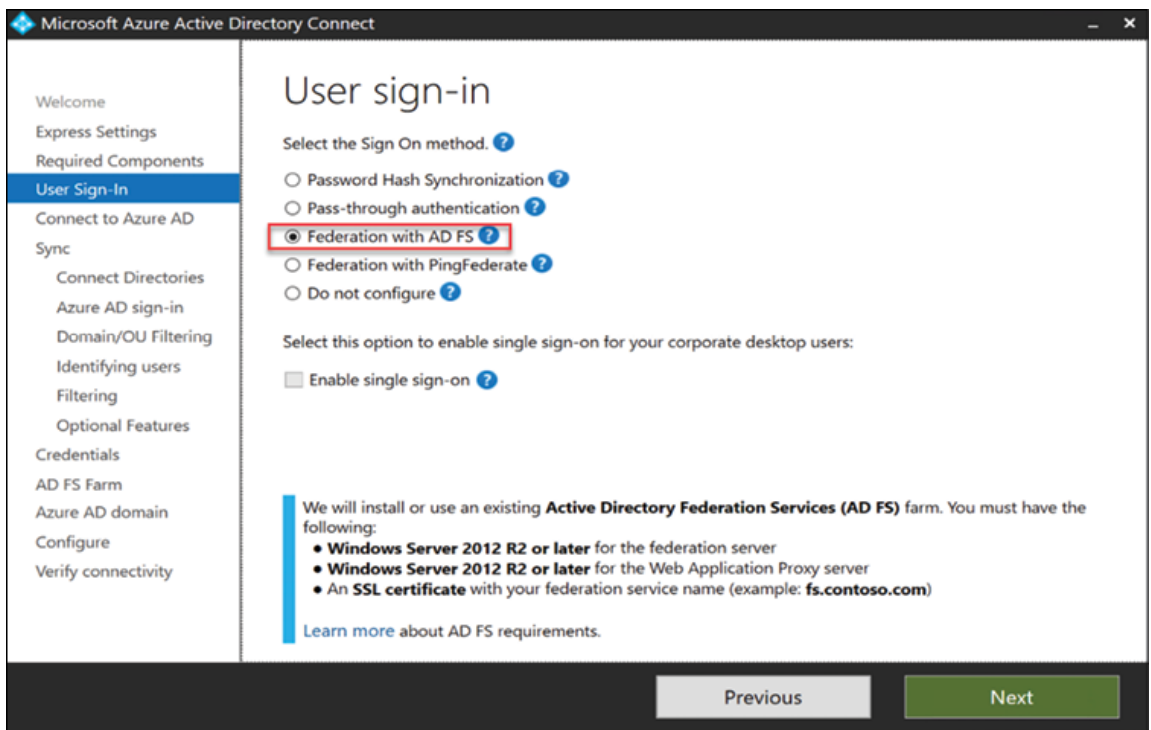 Microsoft Azure Active Directory Connect
Welcome
Express Settings
Required Components
User Sign-In
Connect to Azure AD
Sync
Connect Directories
Azure AD sign-in
Domain/OU Filtering
Identifying users
Filtering
Optional Features
Credentials
AD FS Farm
Azure AD domain
Configure
Verify connectivity
User sign-in
Select the Sign On method. ?
Password Hash Synchronization ?
Pass-through authentication ?
Federation with AD FS ?
Federation with PingFederate ?
Do not configure ?
Select this option to enable single sign-on for your corporate desktop users:
Enable single sign-on ?
We will install or use an existing Active Directory Federation Services (AD FS) farm. You must have the
following:
• Windows Server 2012 R2 or later for the federation server
• Windows Server 2012 R2 or later for the Web Application Proxy server
• An SSL certificate with your federation service name (example: fs.contoso.com)
Learn more about AD FS requirements.
Previous
Next